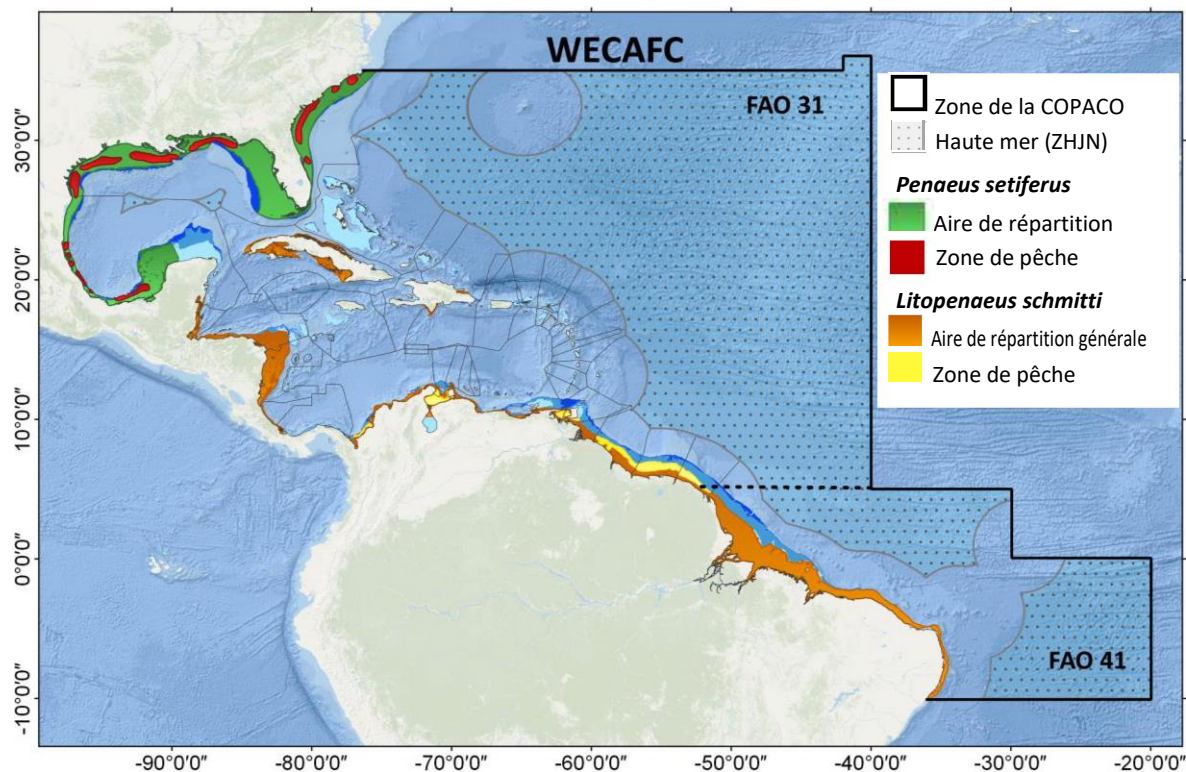 WECAFC
FAO 31
Zone de la COPACO
Haute mer (ZHJN)
Penaeus setiferus
Aire de répartition
Zone de pêche
Litopenaeus schmitti
Aire de répartition générale
Zone de pêche
FAO 41
30°0'0"
20°0'0"
10°0'0"
0°0'0"
-10°0'0"
-90°0'0"
-80°0'0"
-70°0'0"
-60°0'0"
-50°0'0"
-40°0'0"
-30°0'0"
-20°0'0"